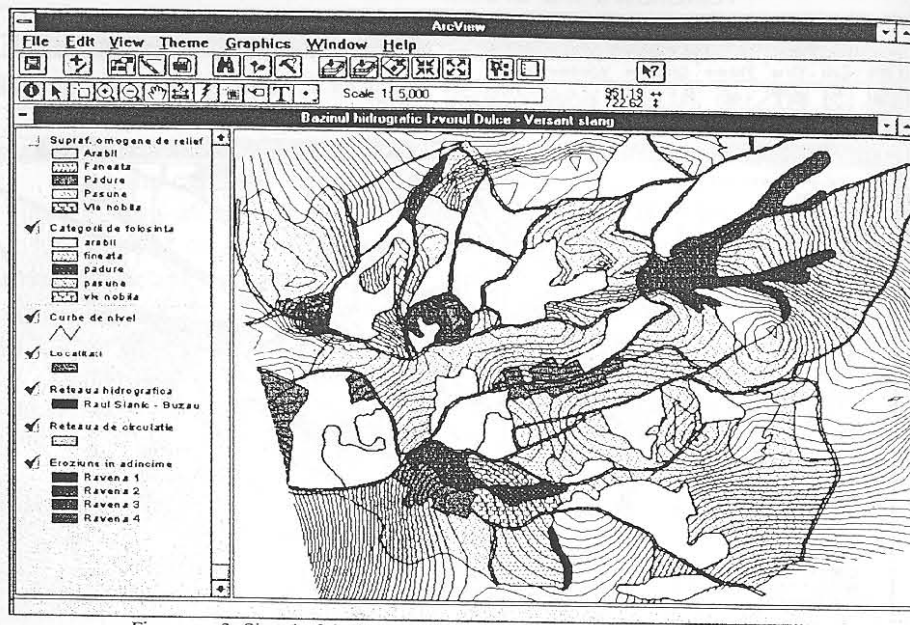 ArcView
File Edit View Theme Graphics Window Help
Scale 1: 5,000
951.19 ↔
722.62 ↕
Bazinul hidrografic Izvorul Dulce - Versant stang
Supraf. omogene de relief
Arabil
Faneata
Padure
Pasune
Vie nobila
Categorii de folosinta
arabil
fineata
padure
pasune
vie nobila
Curbe de nivel
Localitati
Reteaua hidrografica
Raul Slanic - Buzau
Reteaua de circulatie
Eroziune in adincime
Ravena 1
Ravena 2
Ravena 3
Ravena 4